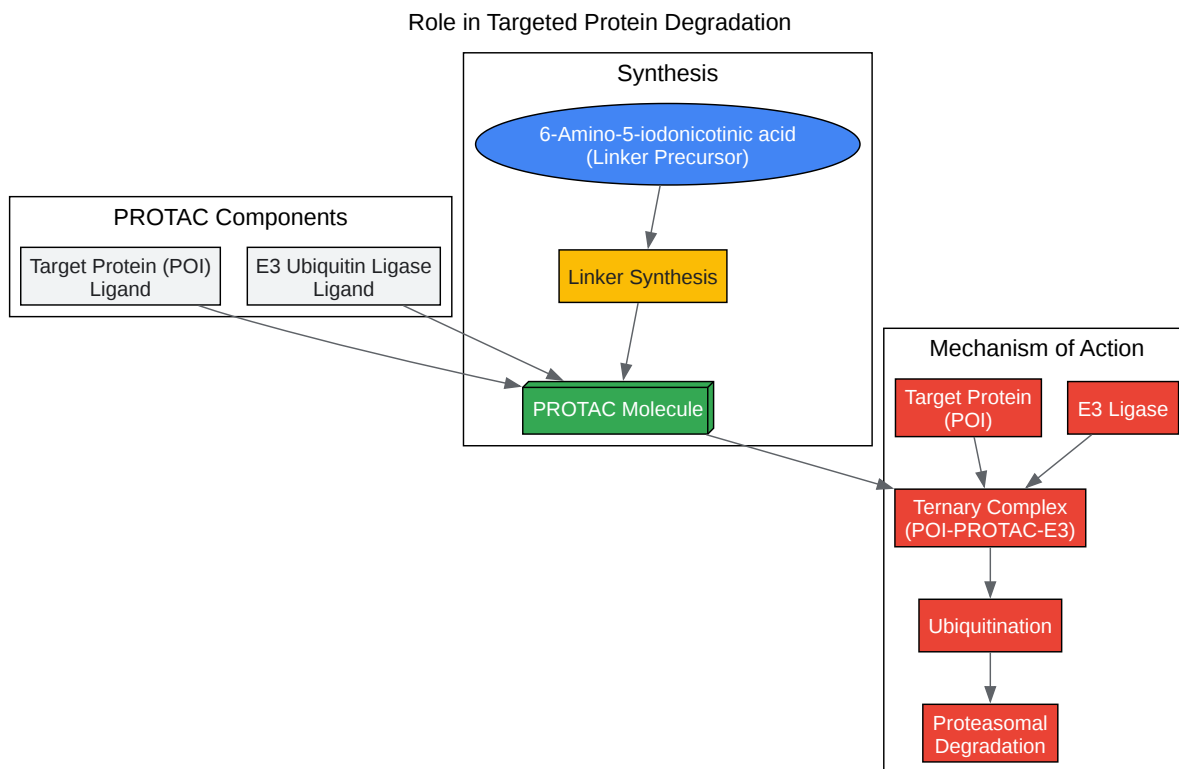 Role in Targeted Protein Degradation
Synthesis
6-Amino-5-iodonicotinic acid
(Linker Precursor)
PROTAC Components
Target Protein (POI)
Ligand
E3 Ubiquitin Ligase
Ligand
Linker Synthesis
PROTAC Molecule
Mechanism of Action
Target Protein
(POI)
E3 Ligase
Ternary Complex
(POI-PROTAC-E3)
Ubiquitination
Proteasomal
Degradation